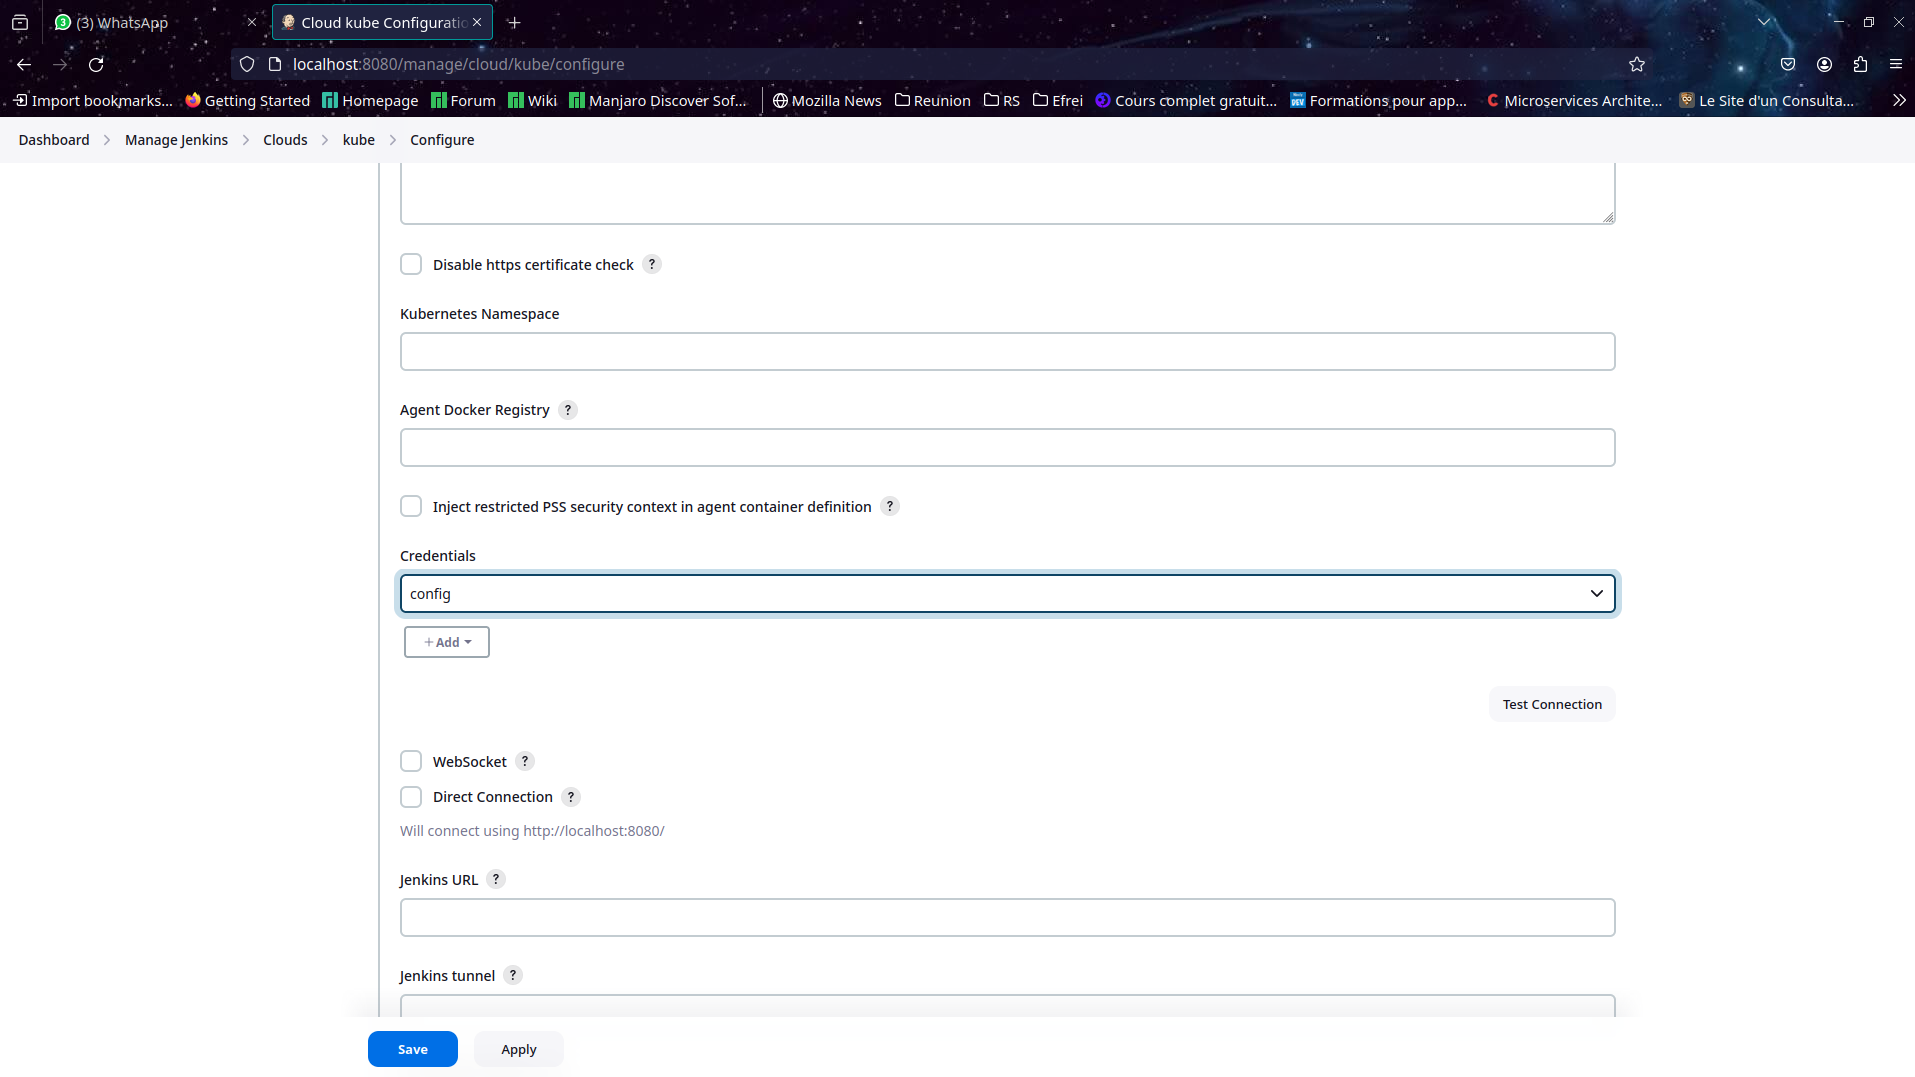 (3) WhatsApp
Cloud kube Configuratio
localhost:8080/manage/cloud/kube/configure
Import bookmarks... Getting Started Homepage Forum Wiki Manjaro Discover Sof... Mozilla News Reunion RS Efrei Cours complet gratuit... Formations pour app... Microservices Archite... Le Site d'un Consulta...
Dashboard Manage Jenkins Clouds kube Configure
Disable https certificate check ?
Kubernetes Namespace
Agent Docker Registry ?
Inject restricted PSS security context in agent container definition ?
Credentials
config
+ Add
Test Connection
WebSocket ?
Direct Connection ?
Will connect using http://localhost:8080/
Jenkins URL ?
Jenkins tunnel ?
Save Apply